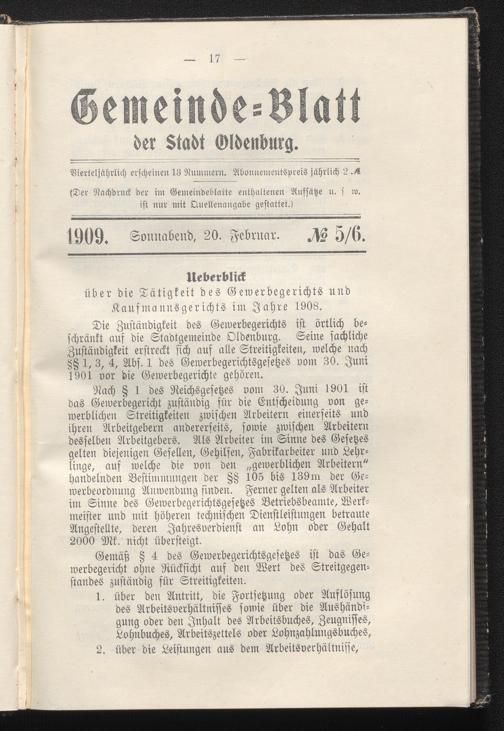 — 17 —
Gemeinde-Blatt
der Stadt Oldenburg.
Vierteljährlich erscheinen 13 Nummern. Abonnementspreis jährlich 2 ℳ
(Der Nachdruck der im Gemeindeblatte enthaltenen Aufsätze u. s w.
ist nur mit Quellenangabe gestattet.)
1909. Sonnabend, 20. Februar. № 5/6.
Ueberblick
über die Tätigkeit des Gewerbegerichts und
Kaufmannsgerichts im Jahre 1908.
Die Zuständigkeit des Gewerbegerichts ist örtlich be-
schränkt auf die Stadtgemeinde Oldenburg. Seine sachliche
Zuständigkeit erstreckt sich auf alle Streitigkeiten, welche nach
§§ 1, 3, 4, Abs. 1 des Gewerbegerichtsgesetzes vom 30. Juni
1901 vor die Gewerbegerichte gehören.
Nach § 1 des Reichsgesetzes vom 30. Juni 1901 ist
das Gewerbegericht zuständig für die Entscheidung von ge-
werblichen Streitigkeiten zwischen Arbeitern einerseits und
ihren Arbeitgebern andererseits, sowie zwischen Arbeitern
desselben Arbeitgebers. Als Arbeiter im Sinne des Gesetzes
gelten diejenigen Gesellen, Gehilfen, Fabrikarbeiter und Lehr-
linge, auf welche die von den „gewerblichen Arbeitern“
handelnden Bestimmungen der §§ 105 bis 139m der Ge-
werbeordnung Anwendung finden. Ferner gelten als Arbeiter
im Sinne des Gewerbegerichtsgesetzes Betriebsbeamte, Werk-
meister und mit höheren technischen Dienstleistungen betraute
Angestellte, deren Jahresverdienst an Lohn oder Gehalt
2000 Mk. nicht übersteigt.
Gemäß § 4 des Gewerbegerichtsgesetzes ist das Ge-
werbegericht ohne Rücksicht auf den Wert des Streitgegen-
standes zuständig für Streitigkeiten.
1. über den Antritt, die Fortsetzung oder Auflösung
des Arbeitsverhältnisses sowie über die Aushändi-
gung oder den Inhalt des Arbeitsbuches, Zeugnisses,
Lohnbuches, Arbeitszettels oder Lohnzahlungsbuches,
2. über die Leistungen aus dem Arbeitsverhältnisse,